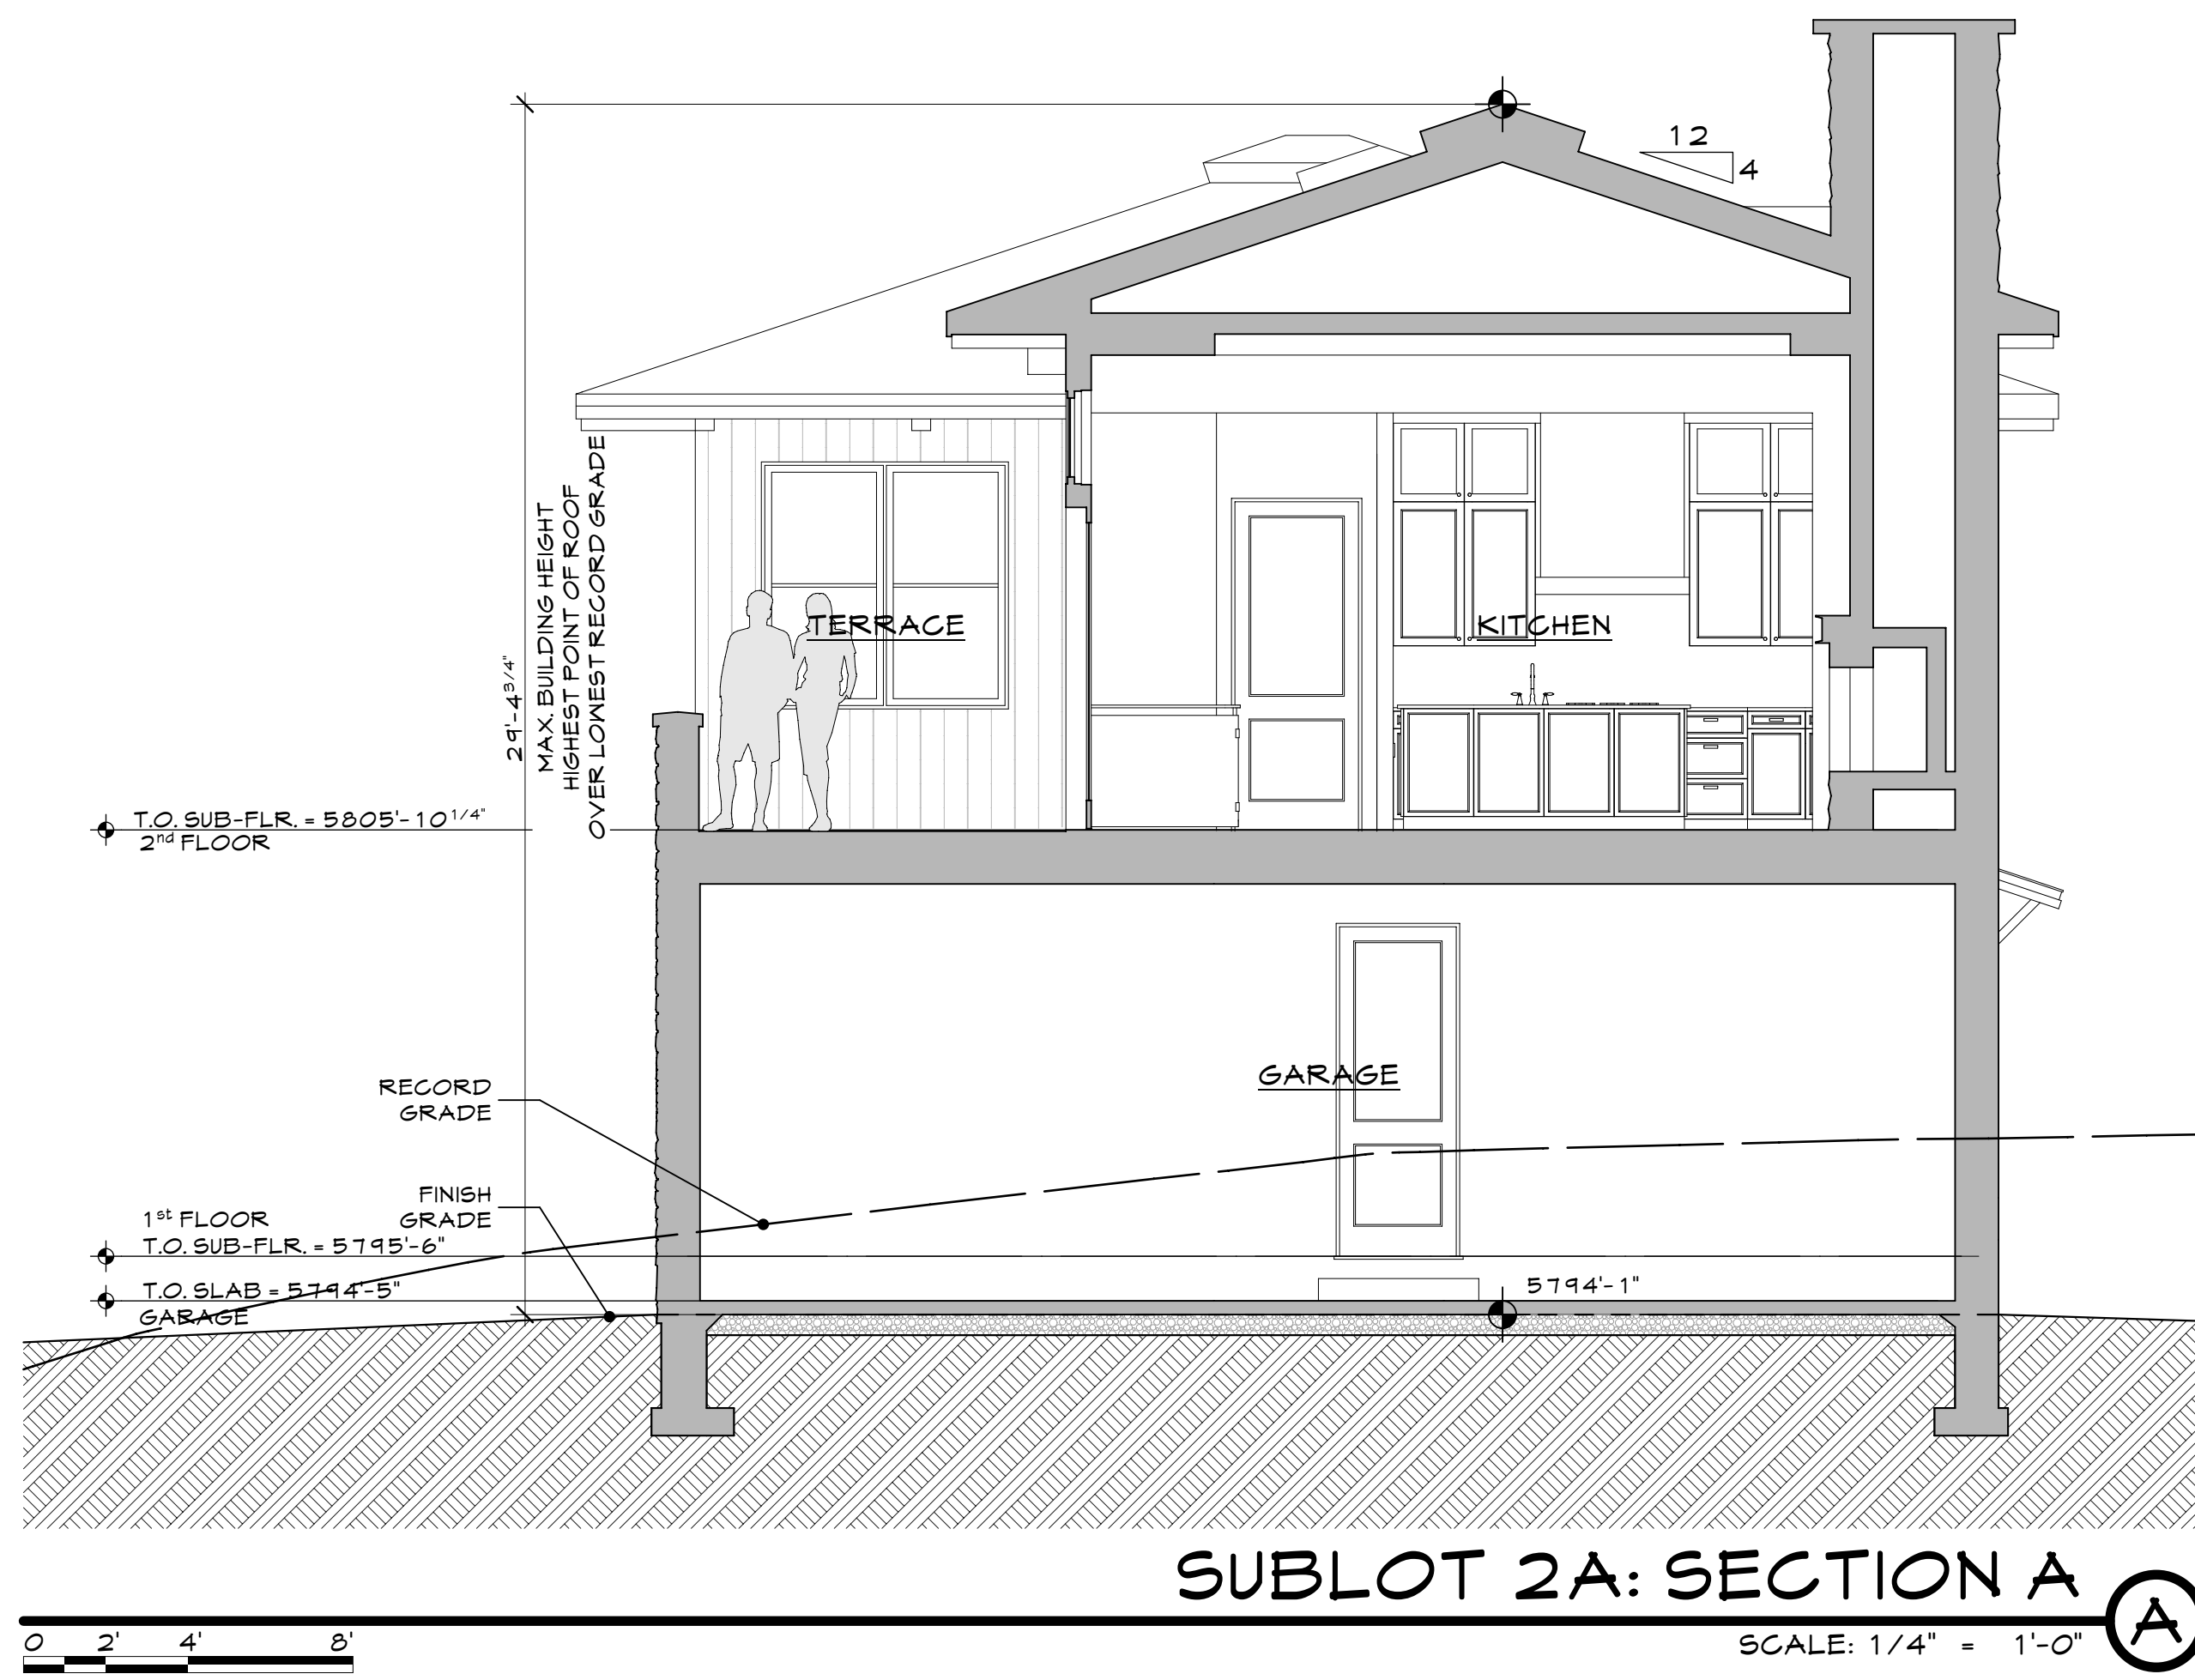 12
4
MAX. BUILDING HEIGHT
HIGHEST POINT OF ROOF
OVER LOWEST RECORD GRADE
29'-4 3/4"
TERRACE
KITCHEN
T.O. SUB-FLR. = 5805'-10 1/4"
2nd FLOOR
RECORD
GRADE
GARAGE
FINISH
GRADE
1st FLOOR
T.O. SUB-FLR. = 5795'-6"
T.O. SLAB = 5794'-5"
GARAGE
5794'-1"
SUBLOT 2A: SECTION A
A
0 2' 4' 8'
SCALE: 1/4" = 1'-0"